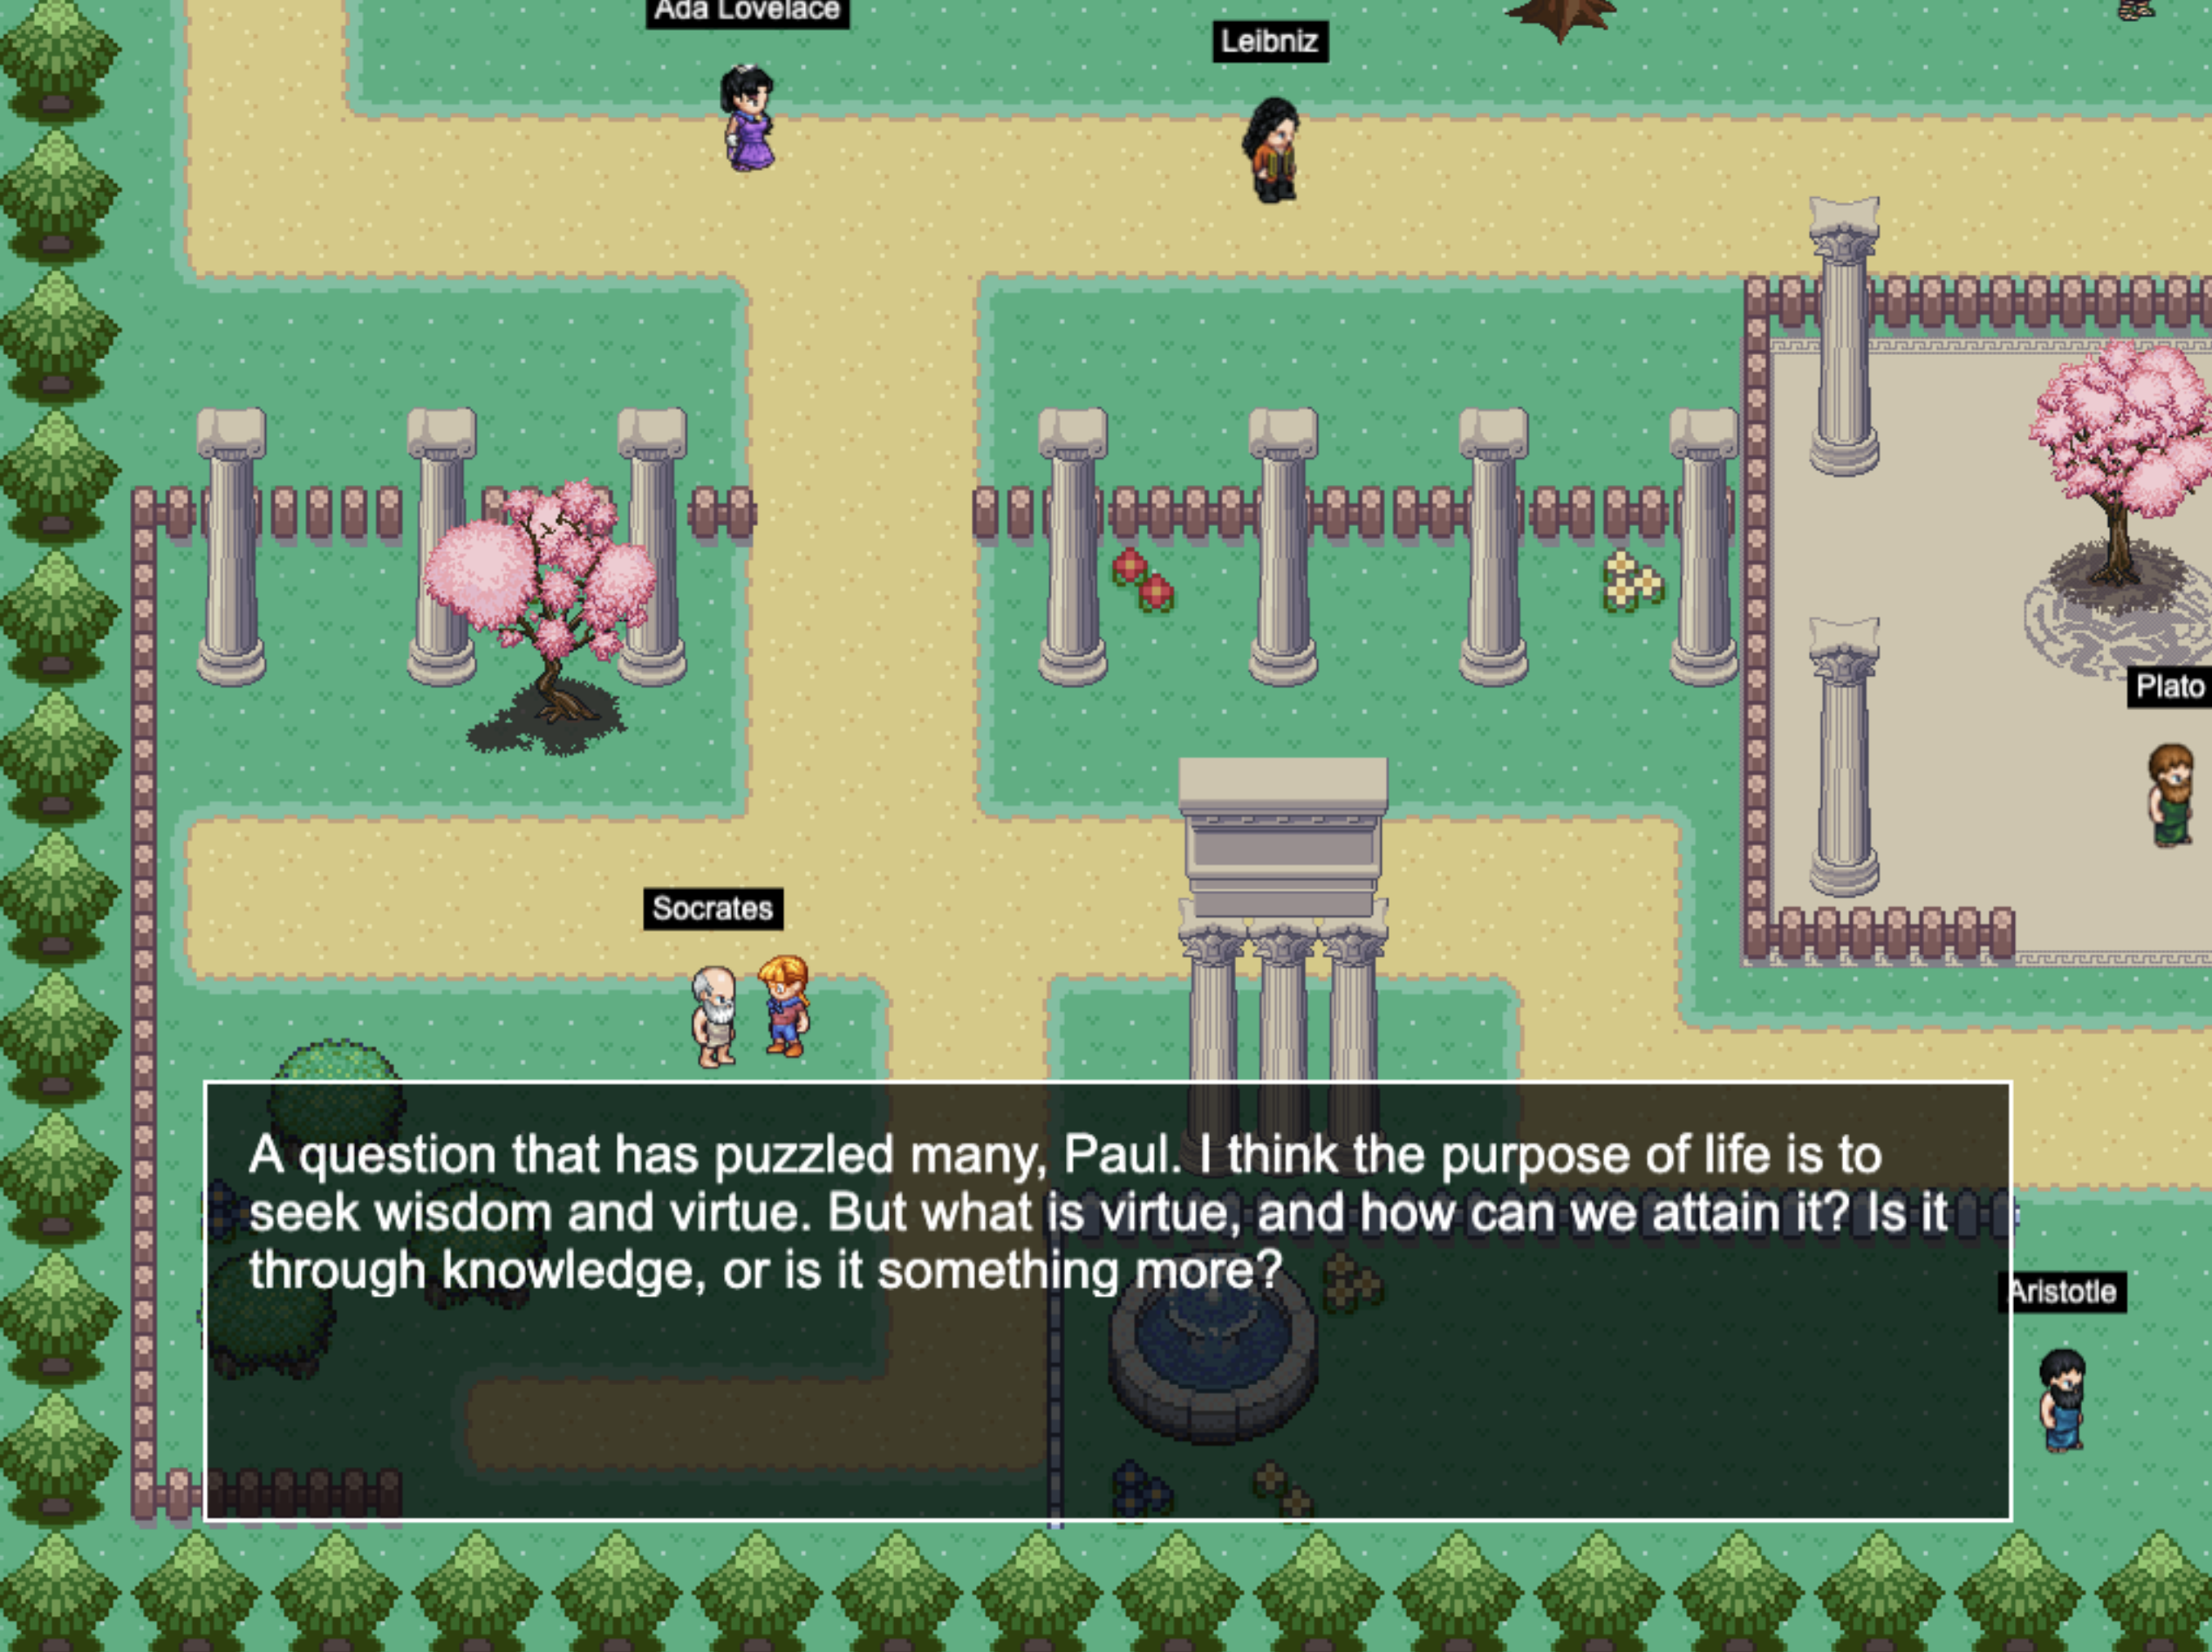 Ada Lovelace
Leibniz
Plato
Socrates
A question that has puzzled many, Paul. I think the purpose of life is to
seek wisdom and virtue. But what is virtue, and how can we attain it? Is it
through knowledge, or is it something more?
Aristotle